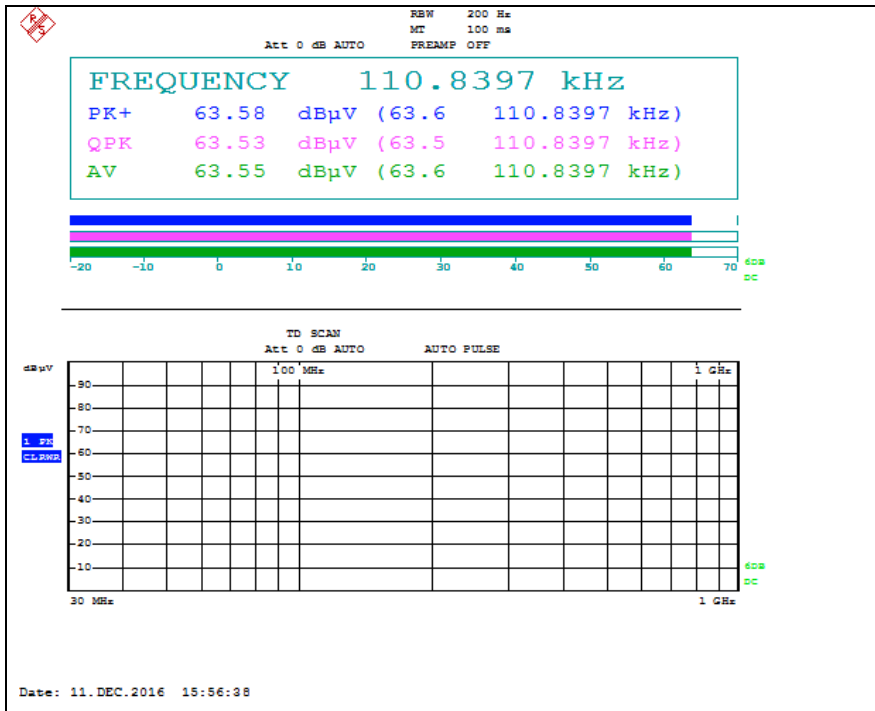 R S
RBW 200 Hz
MT 100 ms
Att 0 dB AUTO PREAMP OFF
FREQUENCY 110.8397 kHz
PK+ 63.58 dBµV (63.6 110.8397 kHz)
QPK 63.53 dBµV (63.5 110.8397 kHz)
AV 63.55 dBµV (63.6 110.8397 kHz)
-20 -10 0 10 20 30 40 50 60 70
6DB
DC
TD SCAN
Att 0 dB AUTO AUTO PULSE
dBµV
100 MHz 1 GHz
90
80
70
1 PK
CLRWR
60
50
40
30
20
10
6DB
DC
30 MHz 1 GHz
Date: 11.DEC.2016 15:56:38